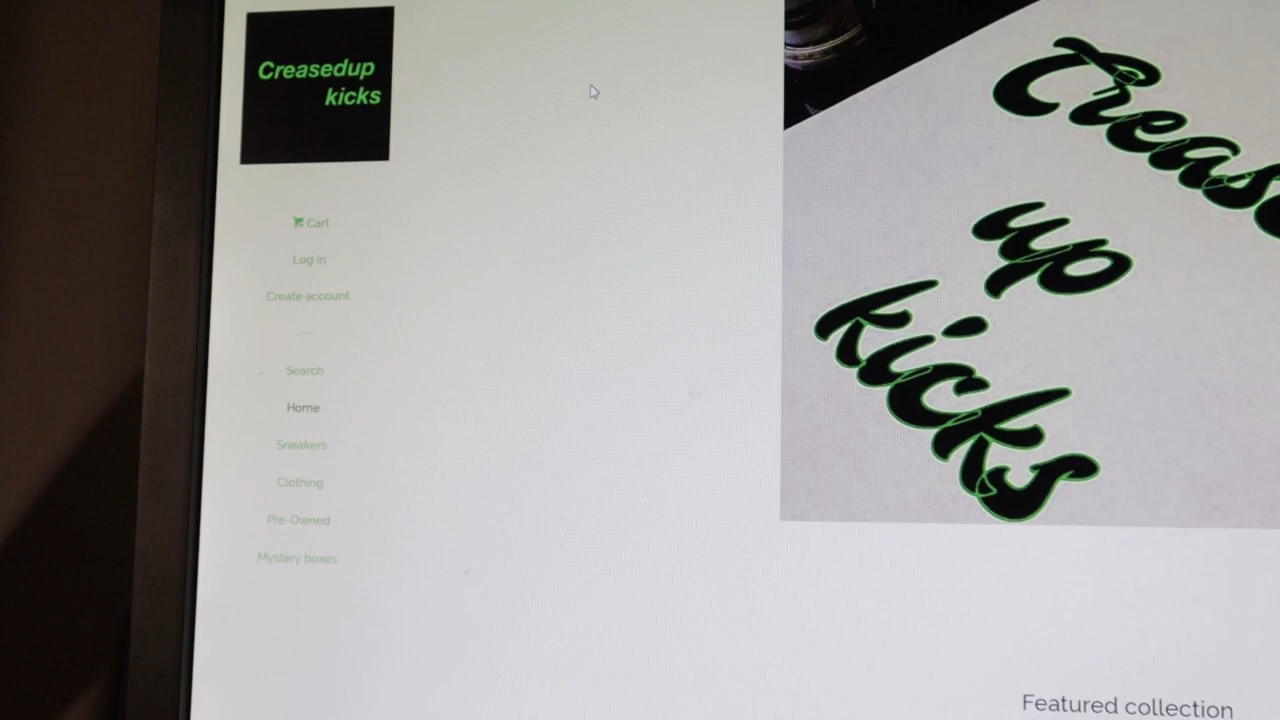 Creasedup
kicks
Cart
Log in
Create account
Search
Home
Sneakers
Clothing
Pre-Owned
Mystery boxes
Crease
up
kicks
Featured collection